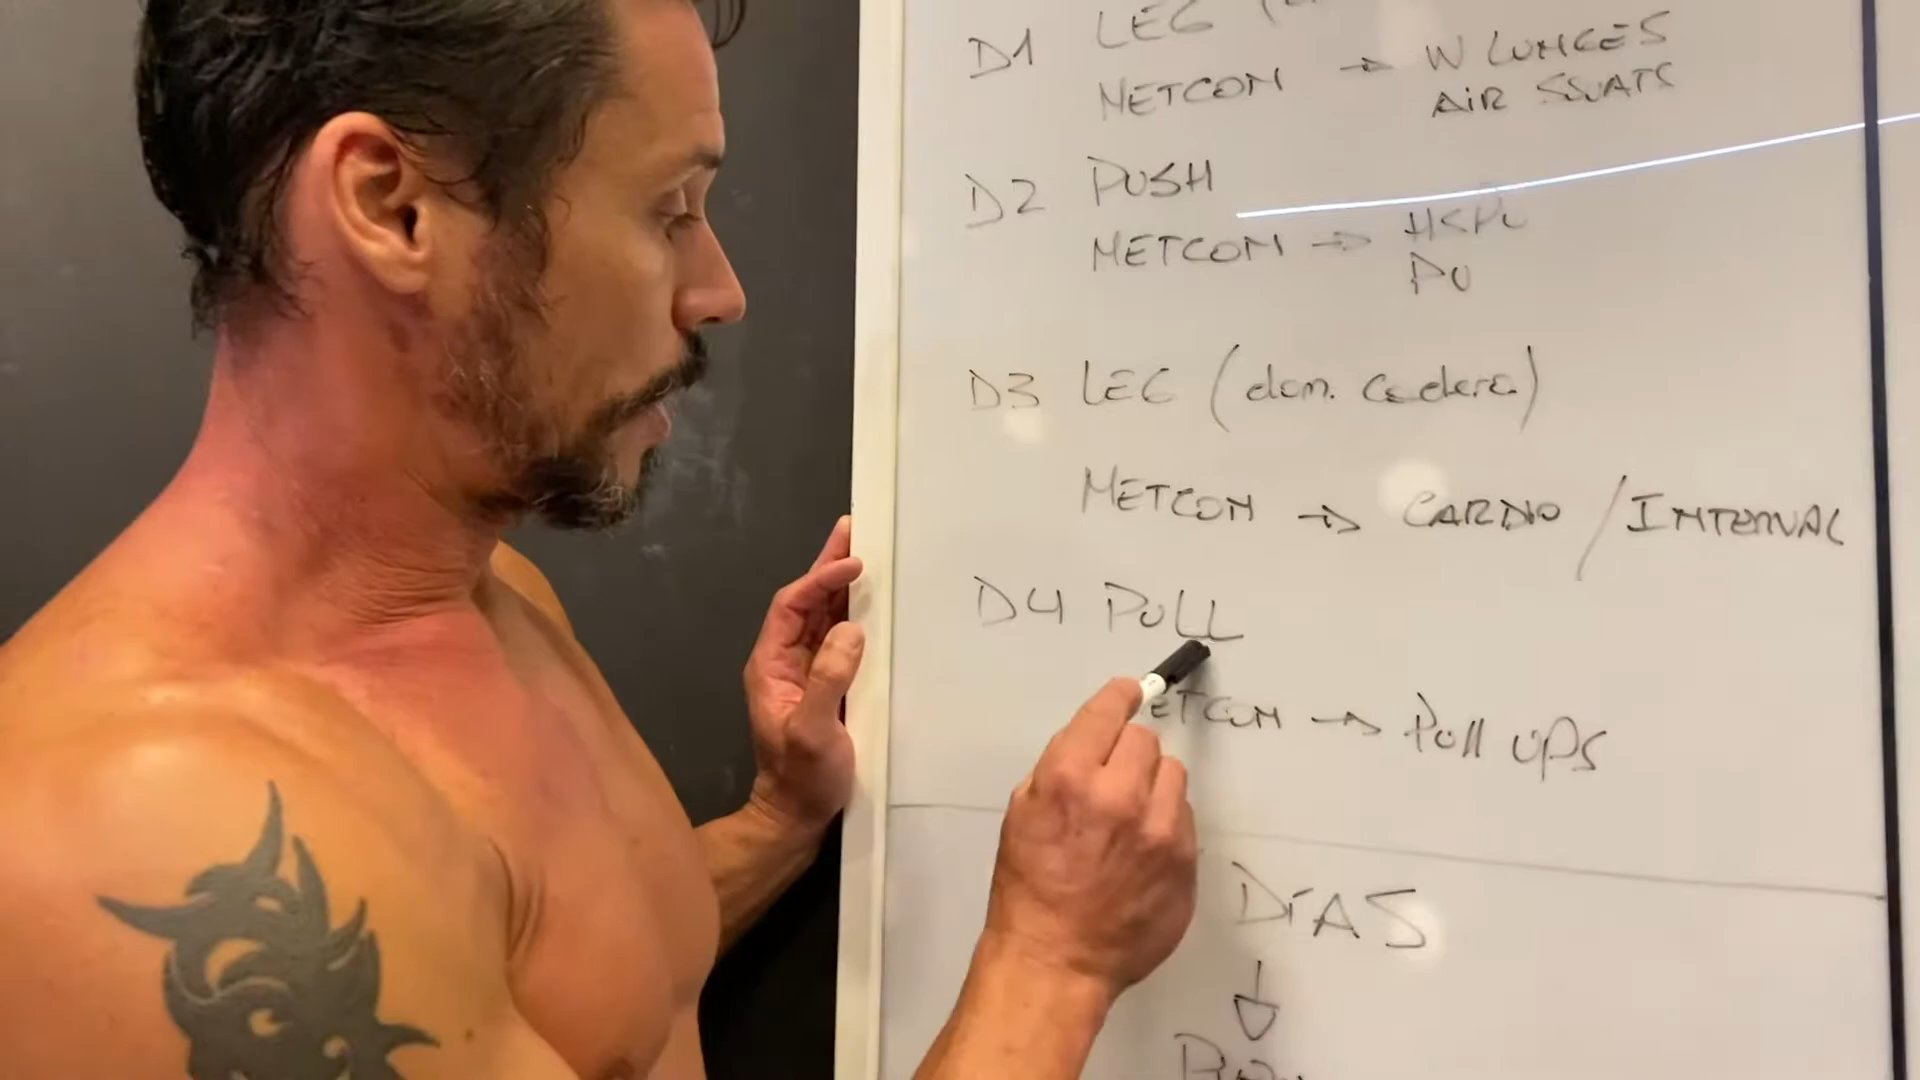 D1 LEG
METCON → W LUNGES
AIR SQUATS
D2 PUSH
METCON → HSPU
PU
D3 LEG (dom. Cadera)
METCON → CARDIO / INTERVAL
D4 PULL
METCON → Pull UPS
DÍAS
↓